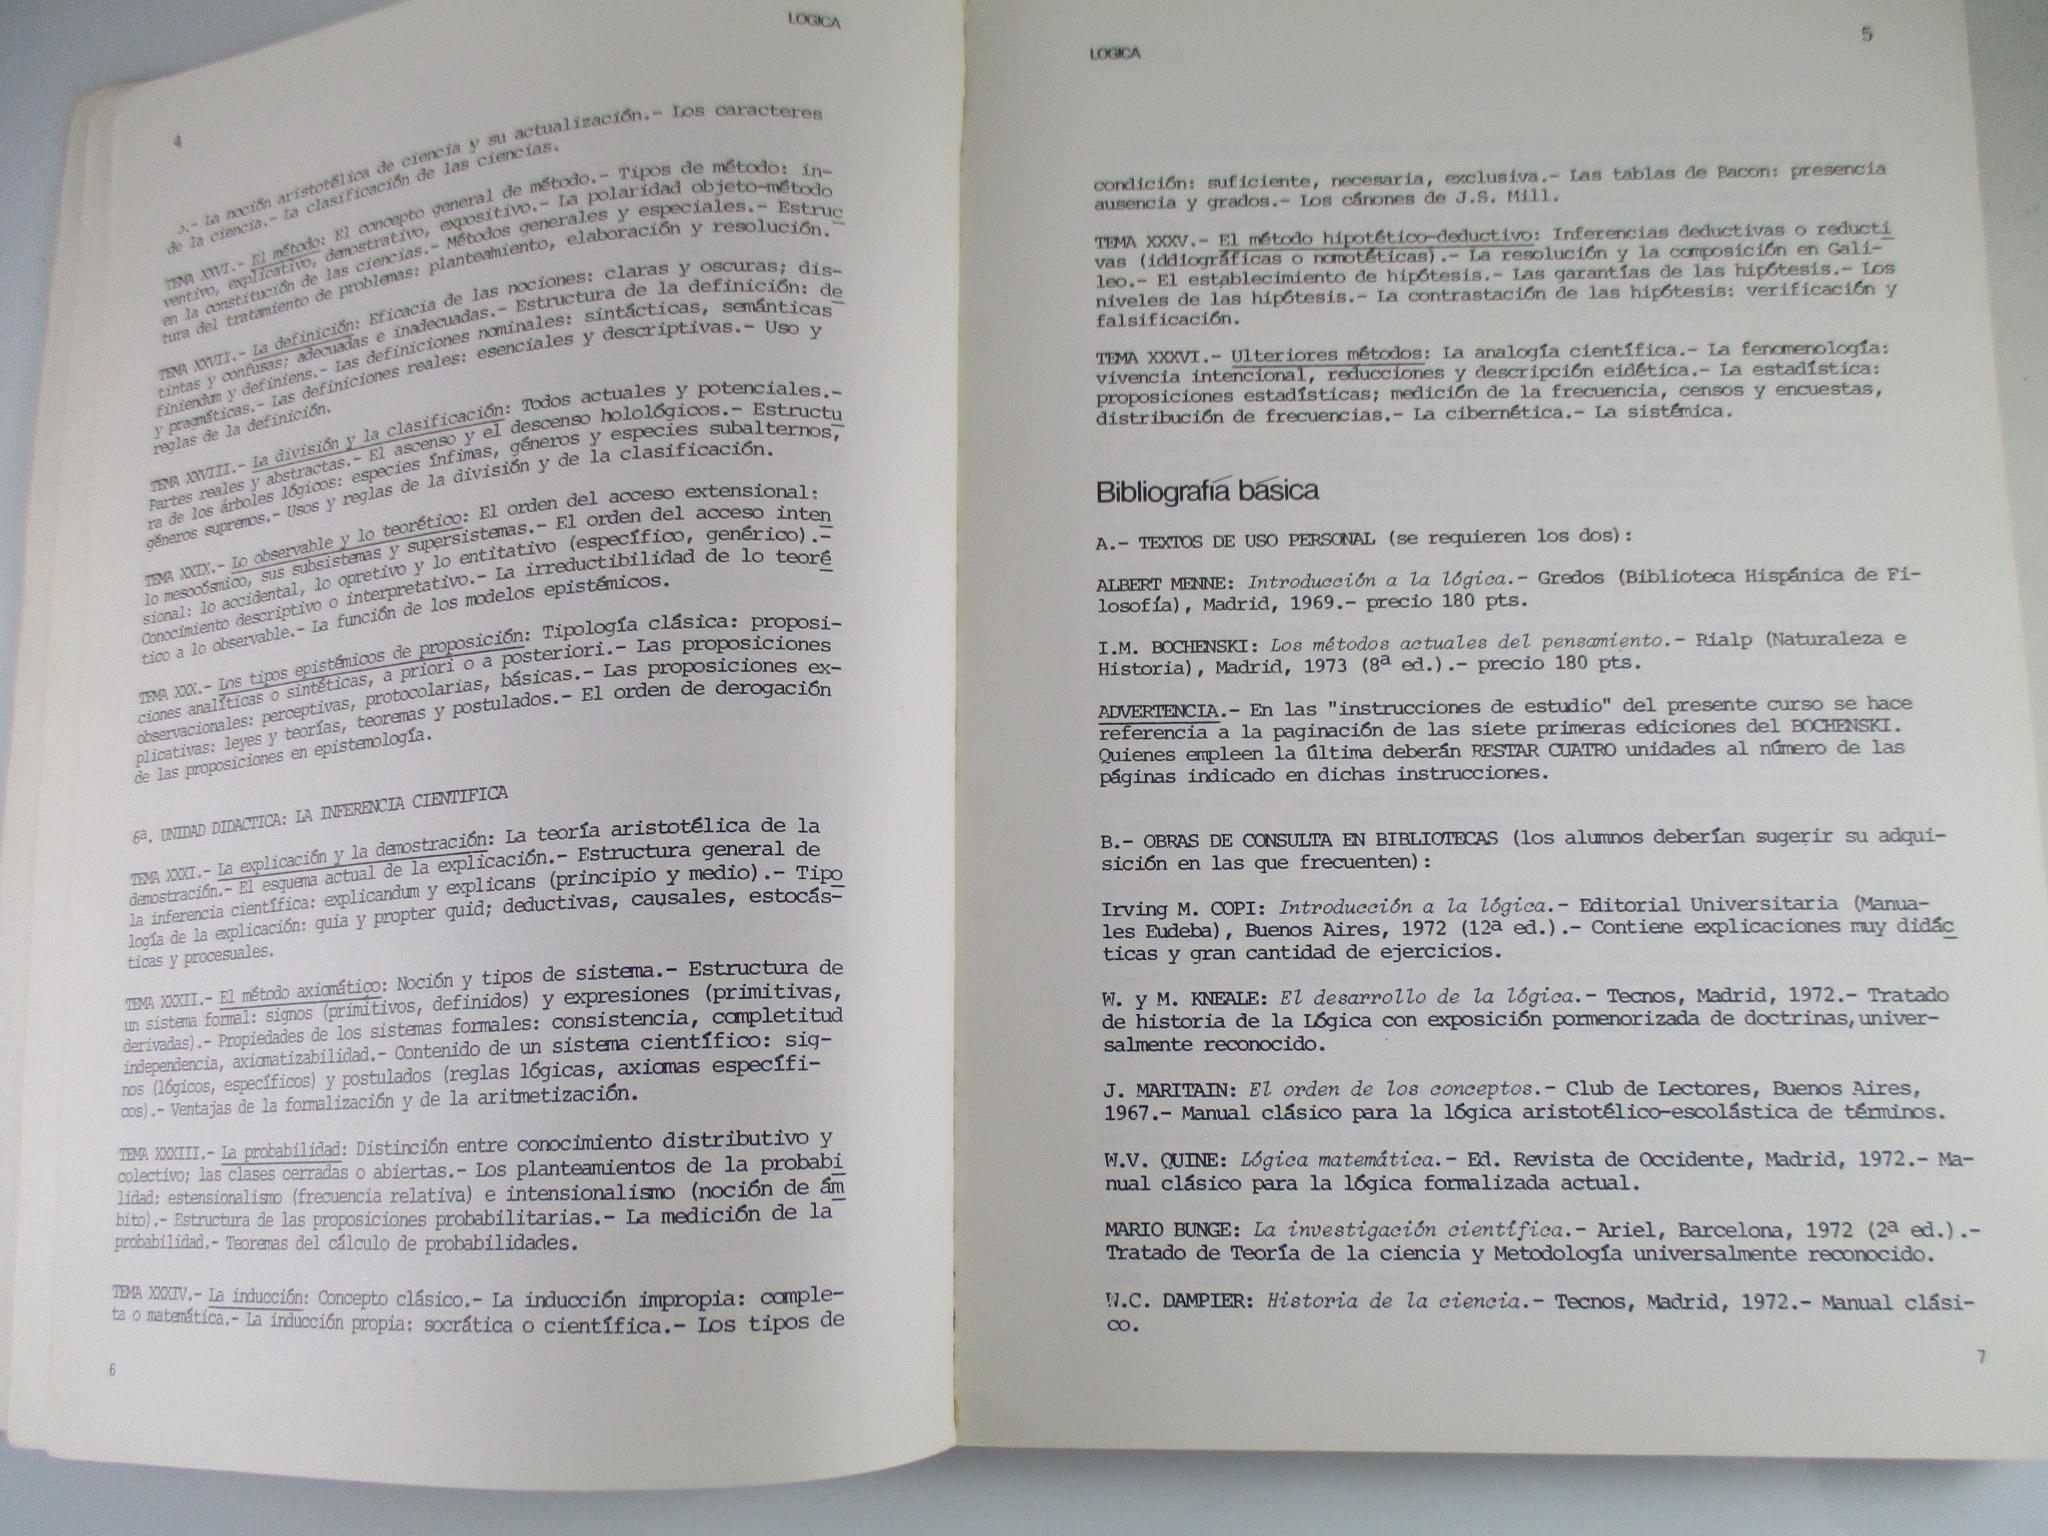 LOGICA
4
J.- La noción aristotélica de ciencia y su actualización.- Los caracteres
de la ciencia.- La clasificación de las ciencias.
TEMA XXVI.- El método: El concepto general de método.- Tipos de método: in-
ventivo, explicativo, demostrativo, expositivo.- La polaridad objeto-método
en la constitución de las ciencias.- Métodos generales y especiales.- Estruc
tura del tratamiento de problemas: planteamiento, elaboración y resolución.
TEMA XXVII.- La definición: Eficacia de las nociones: claras y oscuras; dis-
tintas y confusas; adecuadas e inadecuadas.- Estructura de la definición: de
finiendum y definiens.- Las definiciones nominales: sintácticas, semánticas
y pragmáticas.- Las definiciones reales: esenciales y descriptivas.- Uso y
reglas de la definición.
TEMA XXVIII.- La división y la clasificación: Todos actuales y potenciales.-
Partes reales y abstractas.- El ascenso y el descenso holológicos.- Estructu
ra de los árboles lógicos: especies ínfimas, géneros y especies subalternos,
géneros supremos.- Usos y reglas de la división y de la clasificación.
TEMA XXIX.- Lo observable y lo teorético: El orden del acceso extensional:
lo mesocósmico, sus subsistemas y supersistemas.- El orden del acceso inten
sional: lo accidental, lo opretivo y lo entitativo (específico, genérico).-
Conocimiento descriptivo o interpretativo.- La irreductibilidad de lo teoré
tico a lo observable.- La función de los modelos epistémicos.
TEMA XXX.- Los tipos epistémicos de proposición: Tipología clásica: proposi-
ciones analíticas o sintéticas, a priori o a posteriori.- Las proposiciones
observacionales: perceptivas, protocolarias, básicas.- Las proposiciones ex-
plicativas: leyes y teorías, teoremas y postulados.- El orden de derogación
de las proposiciones en epistemología.
6ª. UNIDAD DIDACTICA: LA INFERENCIA CIENTIFICA
TEMA XXXI.- La explicación y la demostración: La teoría aristotélica de la
demostración.- El esquema actual de la explicación.- Estructura general de
la inferencia científica: explicandum y explicans (principio y medio).- Tipo
logía de la explicación: quia y propter quid; deductivas, causales, estocás-
ticas y procesuales.
TEMA XXXII.- El método axiomático: Noción y tipos de sistema.- Estructura de
un sistema formal: signos (primitivos, definidos) y expresiones (primitivas,
derivadas).- Propiedades de los sistemas formales: consistencia, completitud
independencia, axiomatizabilidad.- Contenido de un sistema científico: sig-
nos (lógicos, específicos) y postulados (reglas lógicas, axiomas específi-
cos).- Ventajas de la formalización y de la aritmetización.
TEMA XXXIII.- La probabilidad: Distinción entre conocimiento distributivo y
colectivo; las clases cerradas o abiertas.- Los planteamientos de la probabi
lidad: estensionalismo (frecuencia relativa) e intensionalismo (noción de ám
bito).- Estructura de las proposiciones probabilitarias.- La medición de la
probabilidad.- Teoremas del cálculo de probabilidades.
TEMA XXXIV.- La inducción: Concepto clásico.- La inducción impropia: comple-
ta o matemática.- La inducción propia: socrática o científica.- Los tipos de
6
LOGICA
5
condición: suficiente, necesaria, exclusiva.- Las tablas de Bacon: presencia
ausencia y grados.- Los cánones de J.S. Mill.
TEMA XXXV.- El método hipotético-deductivo: Inferencias deductivas o reducti
vas (iddiográficas o nomotéticas).- La resolución y la composición en Gali-
leo.- El establecimiento de hipótesis.- Las garantías de las hipótesis.- Los
niveles de las hipótesis.- La contrastación de las hipótesis: verificación y
falsificación.
TEMA XXXVI.- Ulteriores métodos: La analogía científica.- La fenomenología:
vivencia intencional, reducciones y descripción eidética.- La estadística:
proposiciones estadísticas; medición de la frecuencia, censos y encuestas,
distribución de frecuencias.- La cibernética.- La sistémica.
Bibliografía básica
A.- TEXTOS DE USO PERSONAL (se requieren los dos):
ALBERT MENNE: Introducción a la lógica.- Gredos (Biblioteca Hispánica de Fi-
losofía), Madrid, 1969.- precio 180 pts.
I.M. BOCHENSKI: Los métodos actuales del pensamiento.- Rialp (Naturaleza e
Historia), Madrid, 1973 (8ª ed.).- precio 180 pts.
ADVERTENCIA.- En las "instrucciones de estudio" del presente curso se hace
referencia a la paginación de las siete primeras ediciones del BOCHENSKI.
Quienes empleen la última deberán RESTAR CUATRO unidades al número de las
páginas indicado en dichas instrucciones.
B.- OBRAS DE CONSULTA EN BIBLIOTECAS (los alumnos deberían sugerir su adqui-
sición en las que frecuenten):
Irving M. COPI: Introducción a la lógica.- Editorial Universitaria (Manua-
les Eudeba), Buenos Aires, 1972 (12ª ed.).- Contiene explicaciones muy didác
ticas y gran cantidad de ejercicios.
W. y M. KNEALE: El desarrollo de la lógica.- Tecnos, Madrid, 1972.- Tratado
de historia de la Lógica con exposición pormenorizada de doctrinas,univer-
salmente reconocido.
J. MARITAIN: El orden de los conceptos.- Club de Lectores, Buenos Aires,
1967.- Manual clásico para la lógica aristotélico-escolástica de términos.
W.V. QUINE: Lógica matemática.- Ed. Revista de Occidente, Madrid, 1972.- Ma-
nual clásico para la lógica formalizada actual.
MARIO BUNGE: La investigación científica.- Ariel, Barcelona, 1972 (2ª ed.).-
Tratado de Teoría de la ciencia y Metodología universalmente reconocido.
W.C. DAMPIER: Historia de la ciencia.- Tecnos, Madrid, 1972.- Manual clási-
co.
7